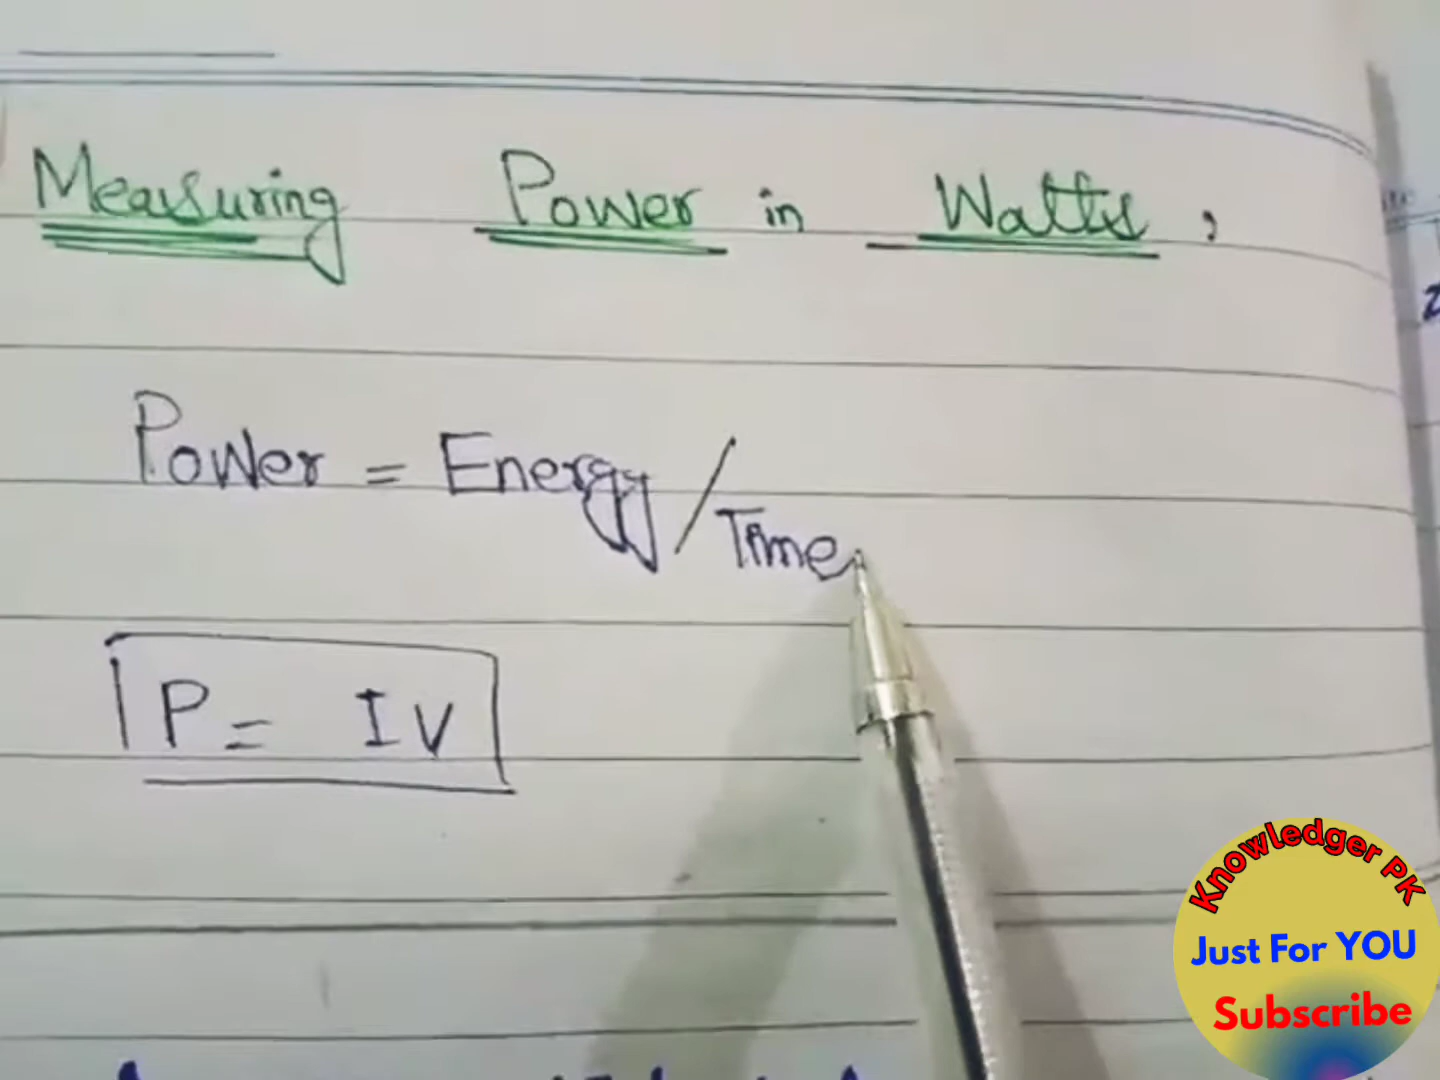 Measuring Power in Watts,
Power = Energy / Time
P = IV
Knowledger PK
Just For YOU
Subscribe